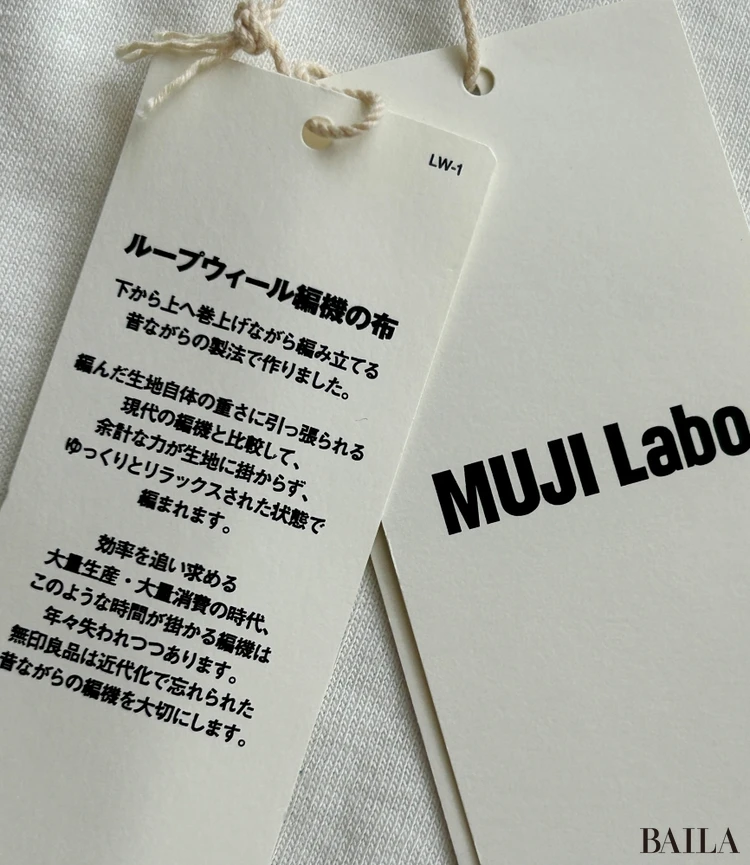 LW-1
ループウィール編機の布
下から上へ巻上げながら編み立てる
昔ながらの製法で作りました。
編んだ生地自体の重さに引っ張られる
現代の編機と比較して、
余計な力が生地に掛からず、
ゆっくりとリラックスされた状態で
編まれます。
効率を追い求める
大量生産・大量消費の時代、
このような時間が掛かる編機は
年々失われつつあります。
無印良品は近代化で忘れられた
昔ながらの編機を大切にします。
MUJI Labo
BAILA